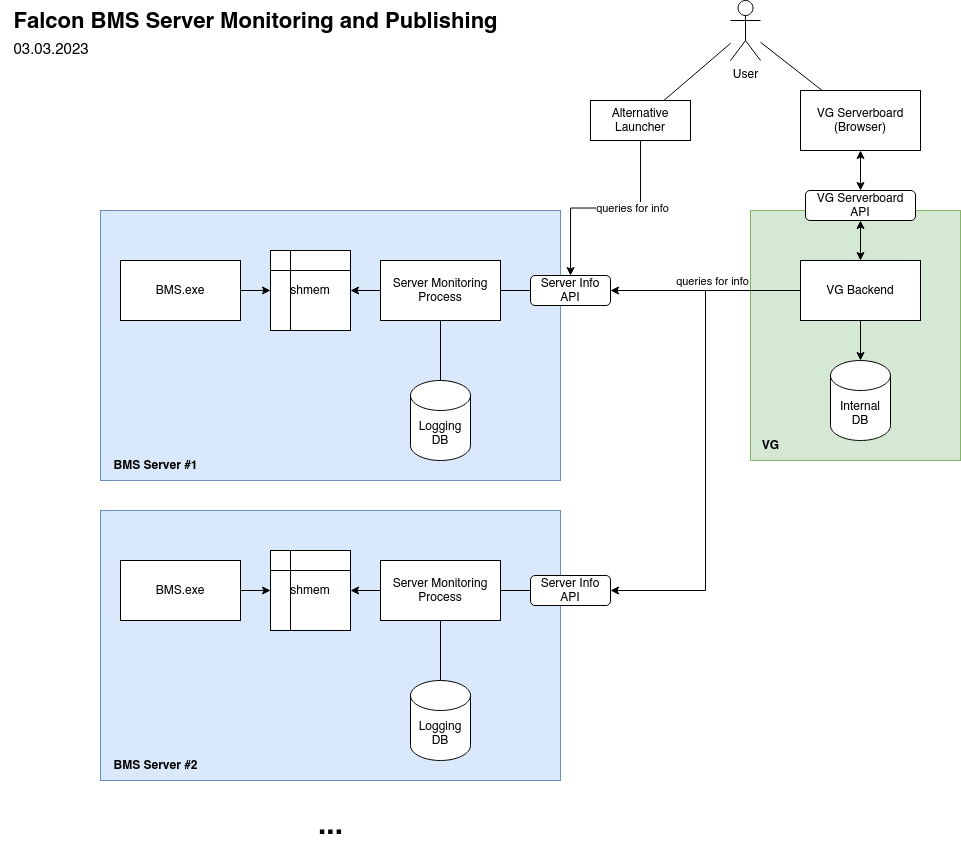 Falcon BMS Server Monitoring and Publishing
03.03.2023
User
Alternative
Launcher
VG Serverboard
(Browser)
VG Serverboard
API
queries for info
BMS.exe
shmem
Server Monitoring
Process
Server Info
API
queries for info
VG Backend
Logging
DB
Internal
DB
VG
BMS Server #1
BMS.exe
shmem
Server Monitoring
Process
Server Info
API
Logging
DB
BMS Server #2
...